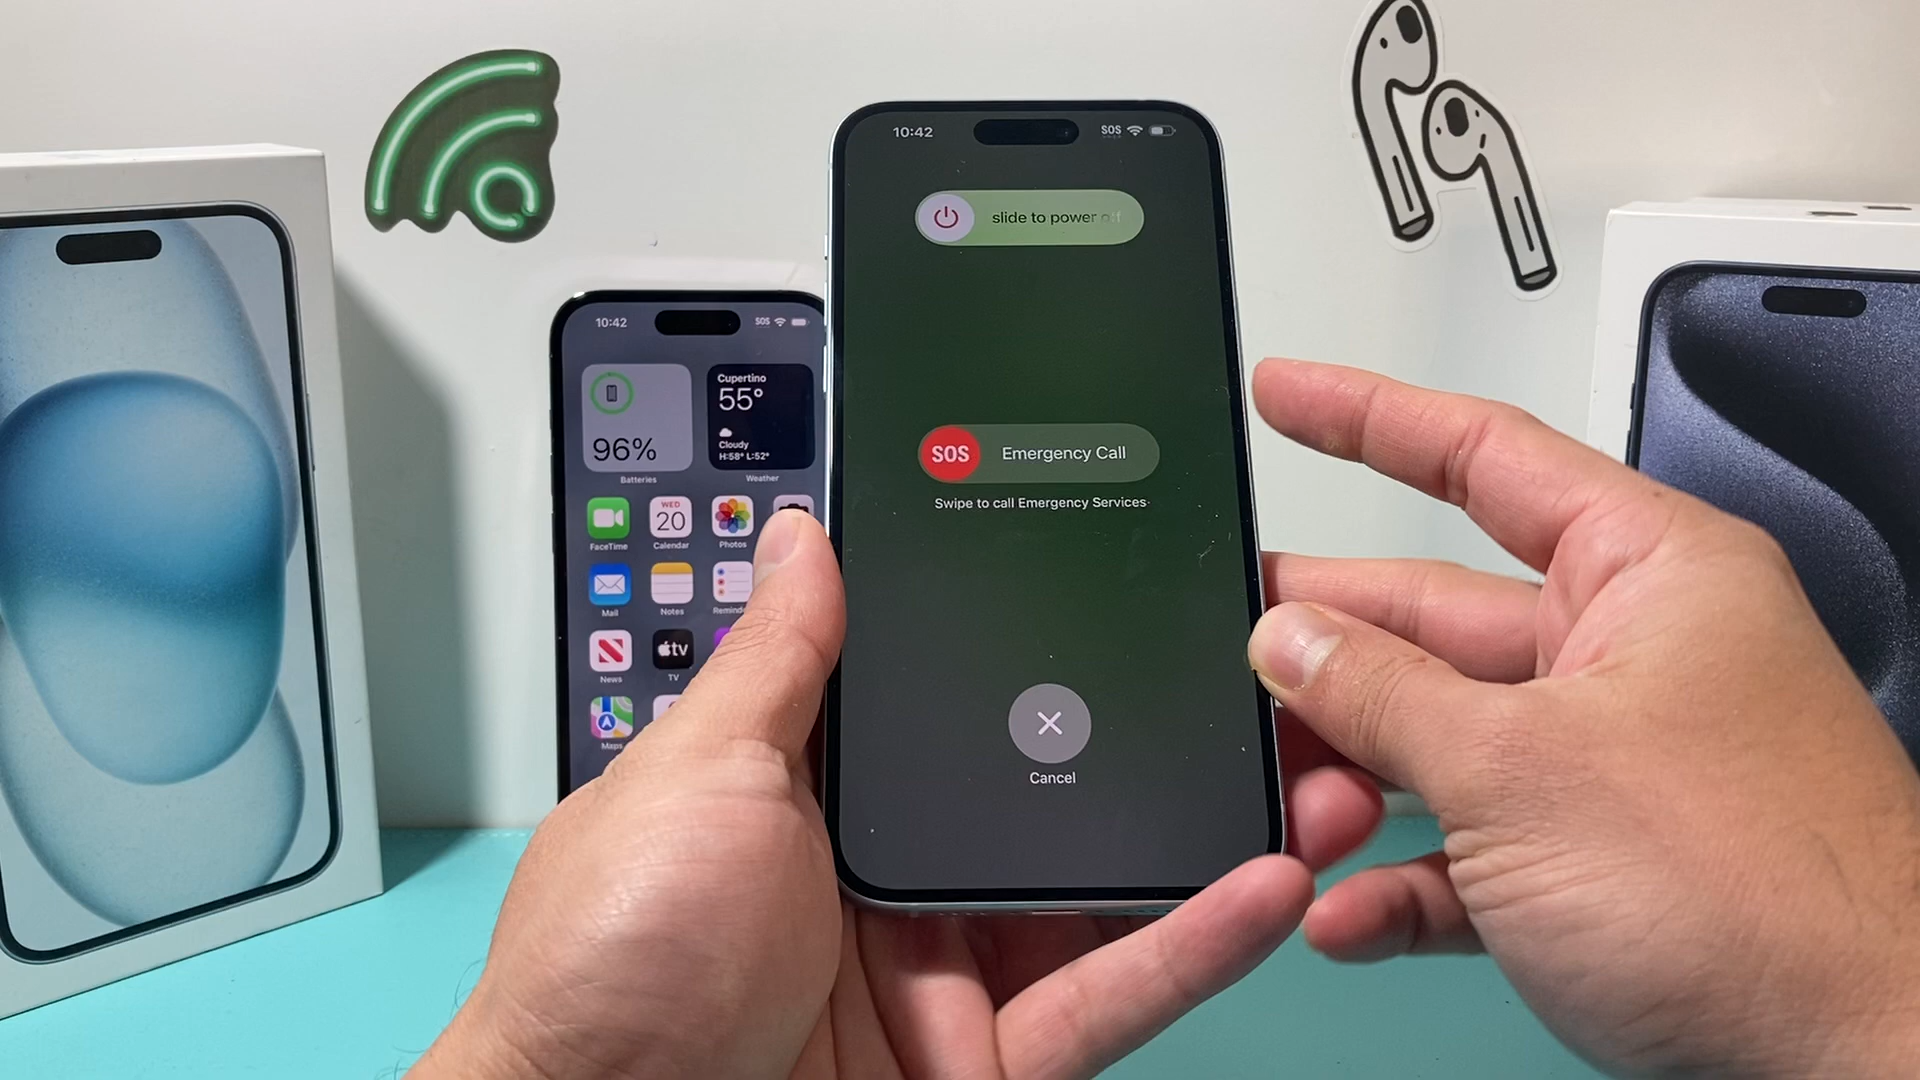 10:42
SOS
slide to power off
SOS
Emergency Call
Swipe to call Emergency Services
Cancel
10:42
SOS
96%
Batteries
Cupertino
55°
Cloudy
H:58° L:52°
Weather
WED
20
FaceTime
Calendar
Photos
Mail
Notes
News
tv
TV
Maps